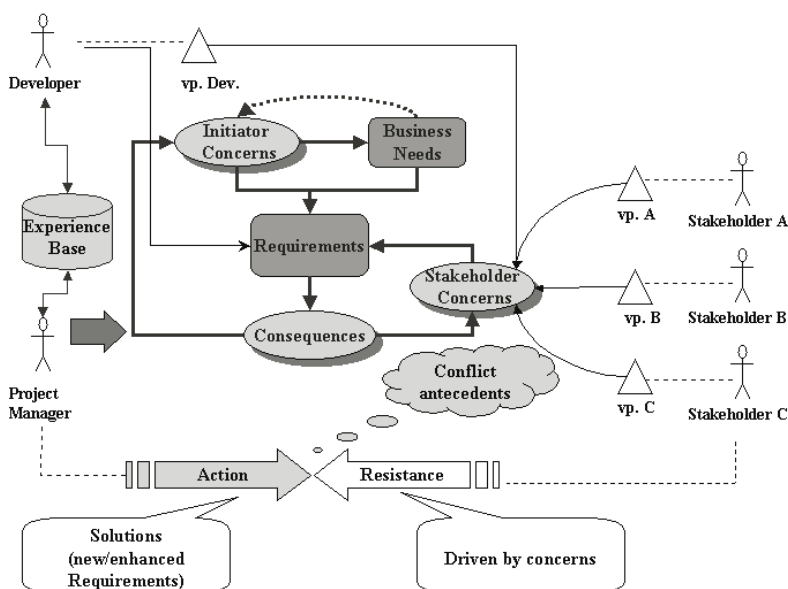 Developer
vp. Dev.
Initiator
Concerns
Business
Needs
Experience
Base
Requirements
Stakeholder
Concerns
Consequences
vp. A
Stakeholder A
vp. B
Stakeholder B
vp. C
Stakeholder C
Project
Manager
Conflict
antecedents
Action
Resistance
Solutions
(new/enhanced
Requirements)
Driven by concerns